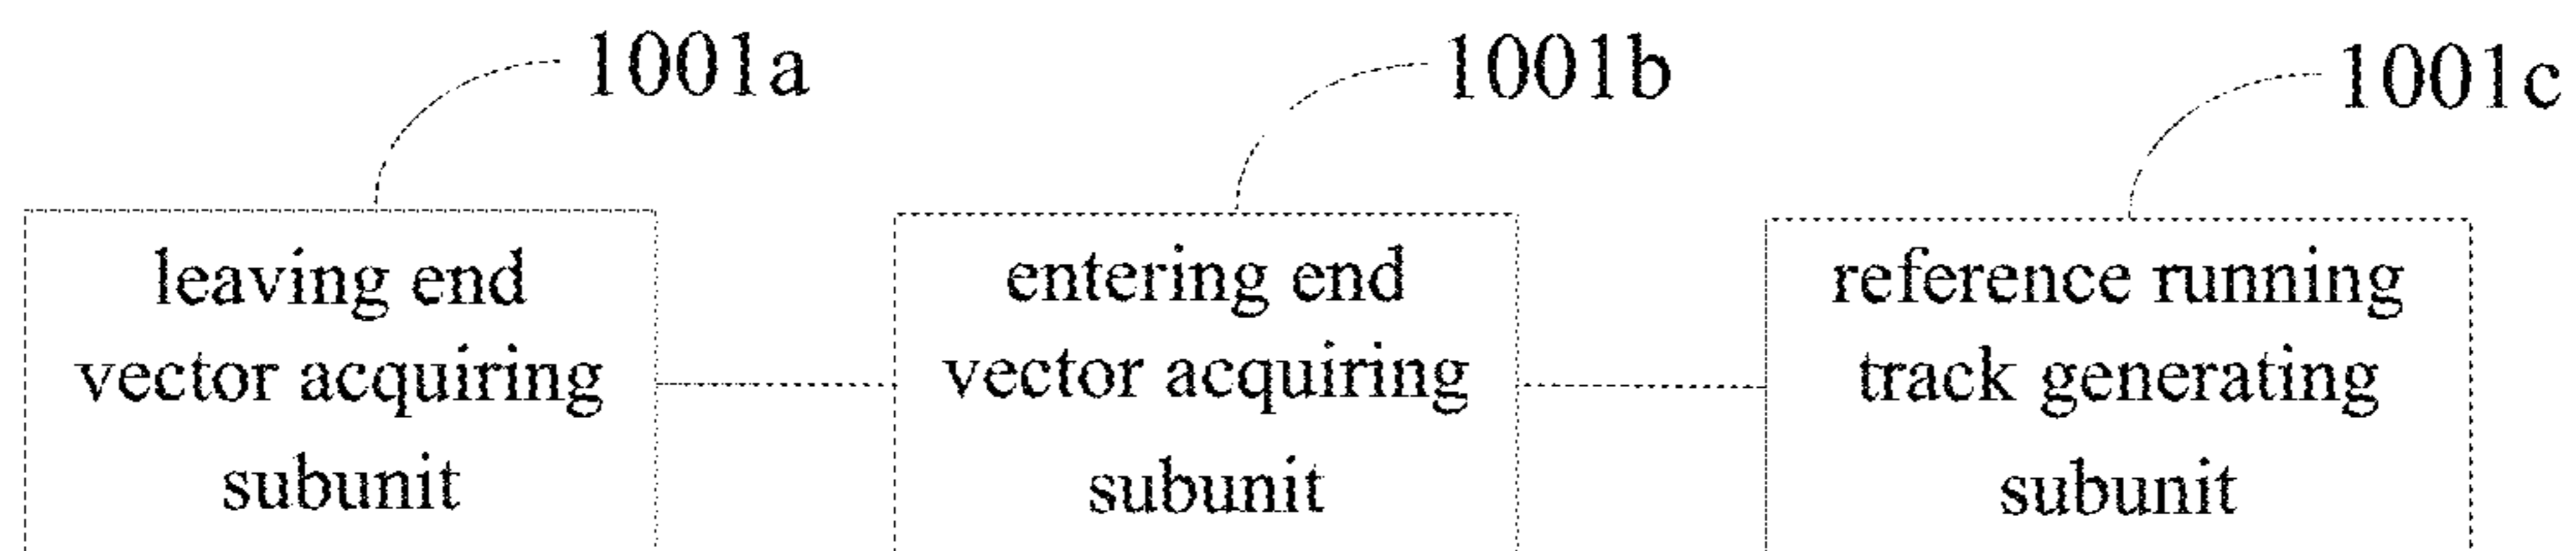 1001a
1001b
1001c
leaving end
vector acquiring
subunit
entering end
vector acquiring
subunit
reference running
track generating
subunit